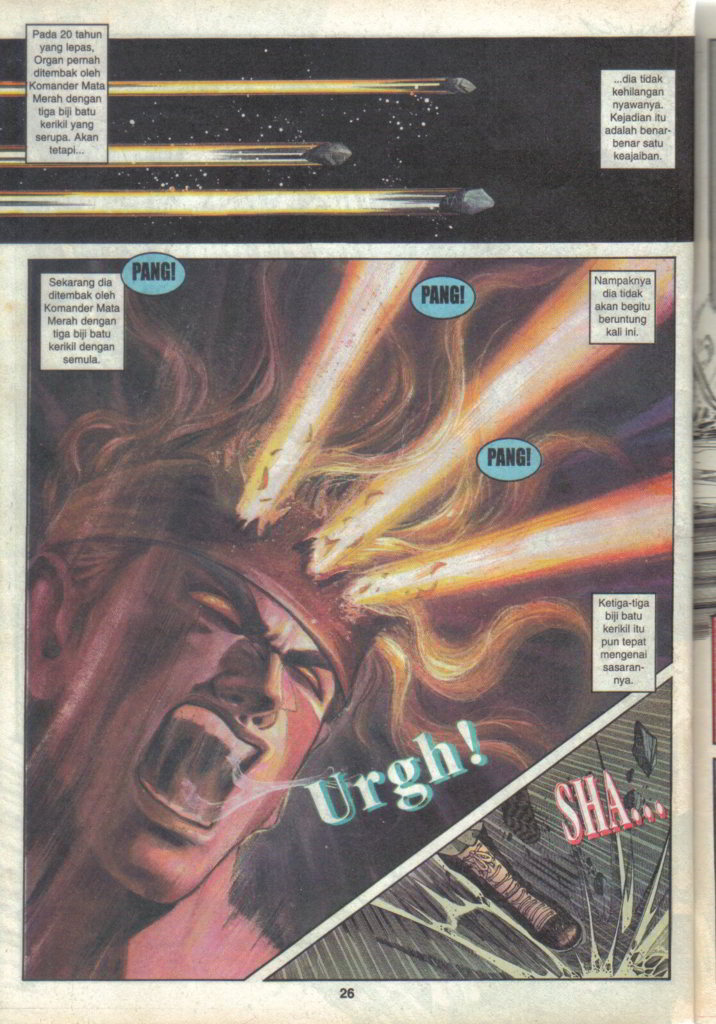 Pada 20 tahun
yang lepas,
Organ pernah
ditembak oleh
Komander Mata
Merah dengan
tiga biji batu
kerikil yang
serupa. Akan
tetapi...
...dia tidak
kehilangan
nyawanya.
Kejadian itu
adalah benar-
benar satu
keajaiban.
Sekarang dia
ditembak oleh
Komander Mata
Merah dengan
tiga biji batu
kerikil dengan
semula.
PANG!
PANG!
Nampaknya
dia tidak
akan begitu
beruntung
kali ini.
PANG!
Ketiga-tiga
biji batu
kerikil itu
pun tepat
mengenai
sasaran-
nya.
Urgh!
SHA...
26